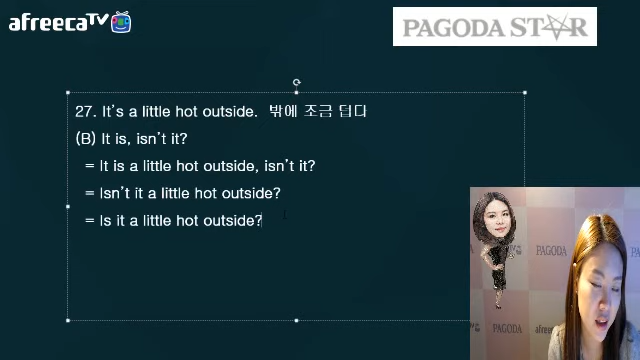 afreecaTV
PAGODA STAR
27. It's a little hot outside. 밖에 조금 덥다
(B) It is, isn't it?
= It is a little hot outside, isn't it?
= Isn't it a little hot outside?
= Is it a little hot outside?
PAGODA
PAGODA